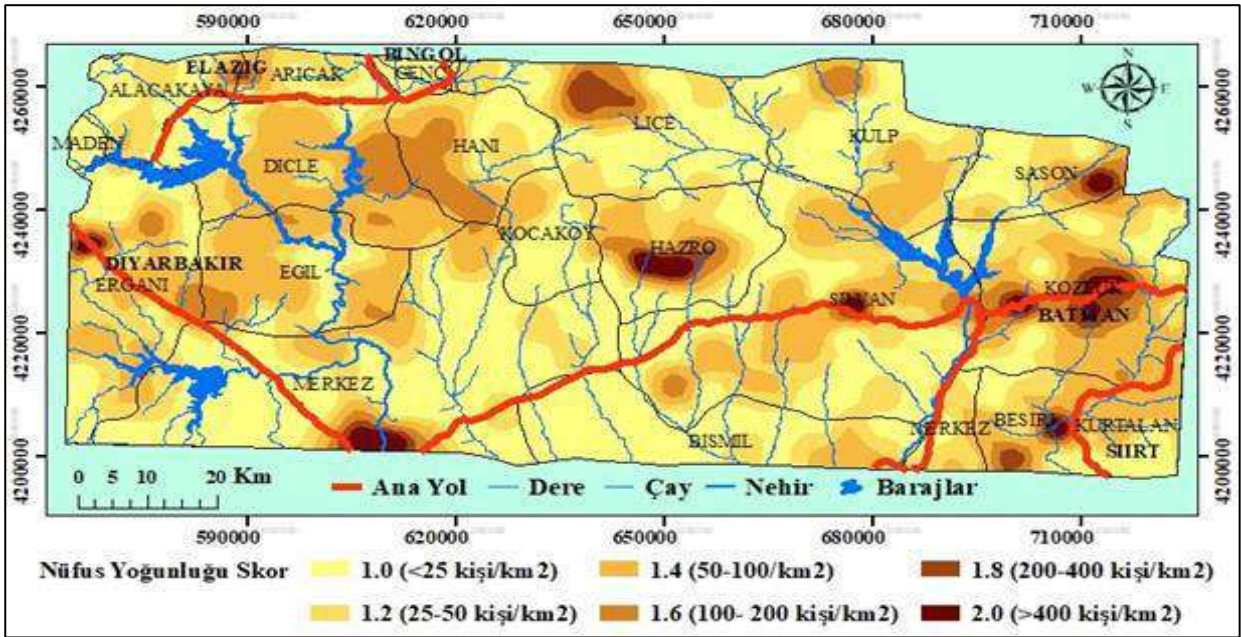 590000 620000 650000 680000 710000
N
W E
S
4260000 4240000 4220000 4200000
4260000 4240000 4220000 4200000
ELAZIG
BINGOL
ARICAK
GENC
ALACAKAYA
MADEN
DICLE
HANI
LICE
KULP
SASON
KOCAKOY
HAZRO
DIYARBAKIR
ERGANI
EGIL
SILVAN
KOZLUK
BATMAN
MERKEZ
BISMIL
MERKEZ
BESIRI
KURTALAN
SIIRT
0 5 10 20 Km
Ana Yol Dere Çay Nehir Barajlar
590000 620000 650000 680000 710000
Nüfus Yoğunluğu Skor
1.0 (<25 kişi/km2) 1.4 (50-100/km2) 1.8 (200-400 kişi/km2)
1.2 (25-50 kişi/km2) 1.6 (100- 200 kişi/km2) 2.0 (>400 kişi/km2)